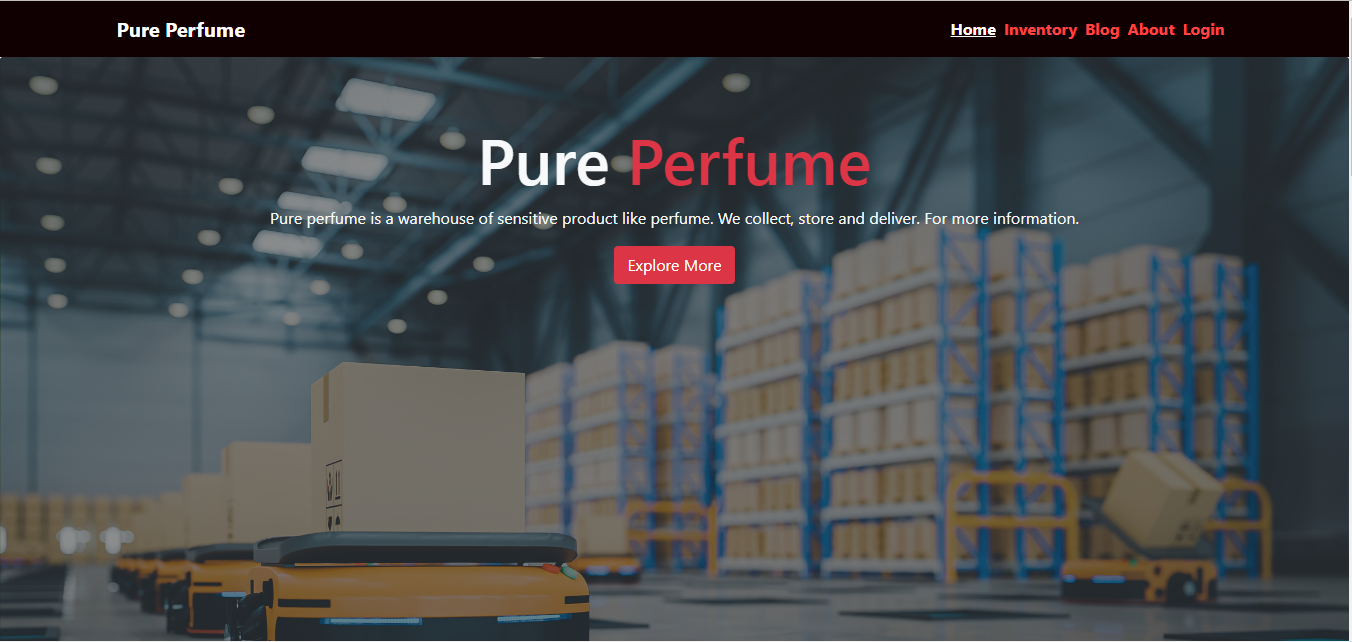 Pure Perfume
Home Inventory Blog About Login
Pure Perfume
Pure perfume is a warehouse of sensitive product like perfume. We collect, store and deliver. For more information.
Explore More